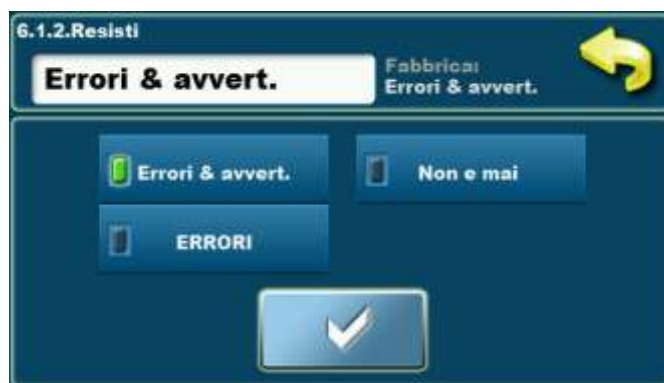 6.1.2.Resisti
Errori & avvert.
Fabbrica:
Errori & avvert.
Errori & avvert.
Non e mai
ERRORI